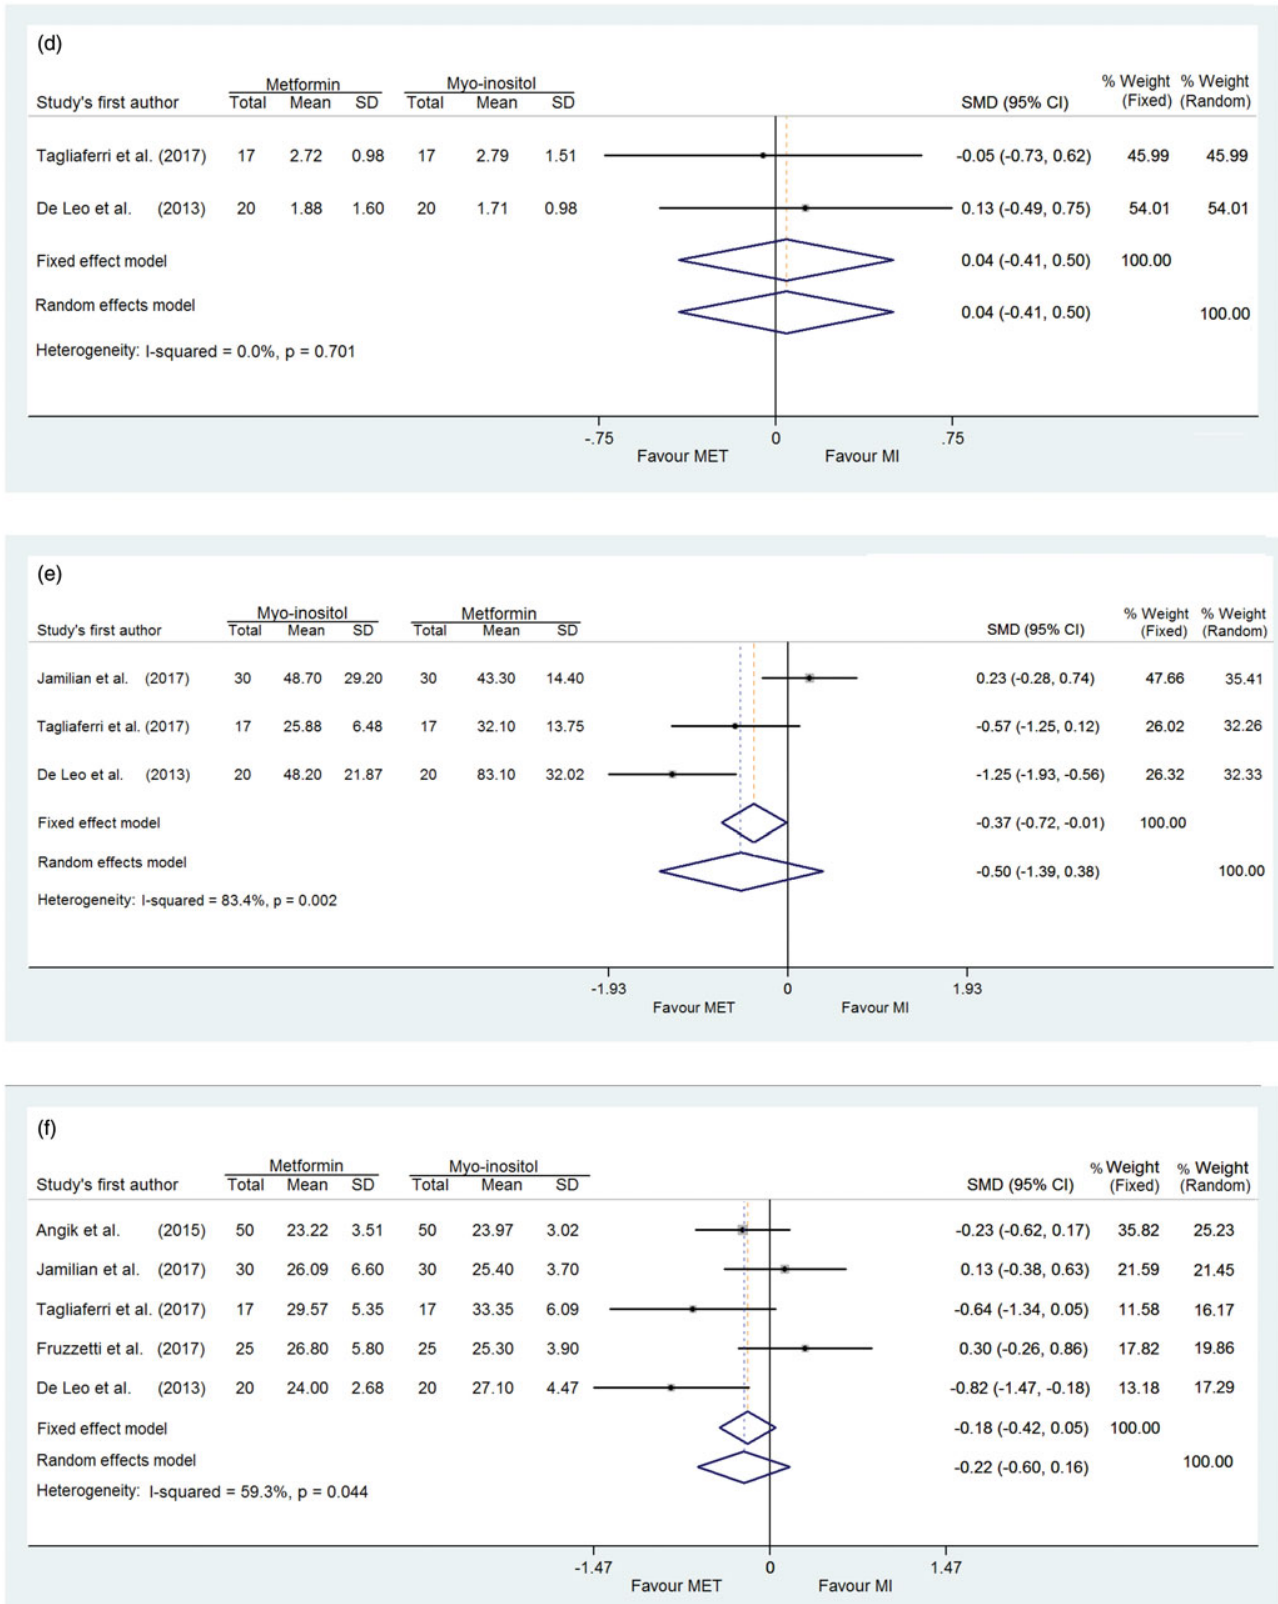 (d)
Metformin Myo-inositol % Weight % Weight
Study's first author Total Mean SD Total Mean SD SMD (95% CI) (Fixed) (Random)
Tagliaferri et al. (2017) 17 2.72 0.98 17 2.79 1.51 -0.05 (-0.73, 0.62) 45.99 45.99
De Leo et al. (2013) 20 1.88 1.60 20 1.71 0.98 0.13 (-0.49, 0.75) 54.01 54.01
Fixed effect model 0.04 (-0.41, 0.50) 100.00
Random effects model 0.04 (-0.41, 0.50) 100.00
Heterogeneity: I-squared = 0.0%, p = 0.701
-.75 0 .75
Favour MET Favour MI
(e)
Myo-inositol Metformin % Weight % Weight
Study's first author Total Mean SD Total Mean SD SMD (95% CI) (Fixed) (Random)
Jamilian et al. (2017) 30 48.70 29.20 30 43.30 14.40 0.23 (-0.28, 0.74) 47.66 35.41
Tagliaferri et al. (2017) 17 25.88 6.48 17 32.10 13.75 -0.57 (-1.25, 0.12) 26.02 32.26
De Leo et al. (2013) 20 48.20 21.87 20 83.10 32.02 -1.25 (-1.93, -0.56) 26.32 32.33
Fixed effect model -0.37 (-0.72, -0.01) 100.00
Random effects model -0.50 (-1.39, 0.38) 100.00
Heterogeneity: I-squared = 83.4%, p = 0.002
-1.93 0 1.93
Favour MET Favour MI
(f)
Metformin Myo-inositol % Weight % Weight
Study's first author Total Mean SD Total Mean SD SMD (95% CI) (Fixed) (Random)
Angik et al. (2015) 50 23.22 3.51 50 23.97 3.02 -0.23 (-0.62, 0.17) 35.82 25.23
Jamilian et al. (2017) 30 26.09 6.60 30 25.40 3.70 0.13 (-0.38, 0.63) 21.59 21.45
Tagliaferri et al. (2017) 17 29.57 5.35 17 33.35 6.09 -0.64 (-1.34, 0.05) 11.58 16.17
Fruzzetti et al. (2017) 25 26.80 5.80 25 25.30 3.90 0.30 (-0.26, 0.86) 17.82 19.86
De Leo et al. (2013) 20 24.00 2.68 20 27.10 4.47 -0.82 (-1.47, -0.18) 13.18 17.29
Fixed effect model -0.18 (-0.42, 0.05) 100.00
Random effects model -0.22 (-0.60, 0.16) 100.00
Heterogeneity: I-squared = 59.3%, p = 0.044
-1.47 0 1.47
Favour MET Favour MI